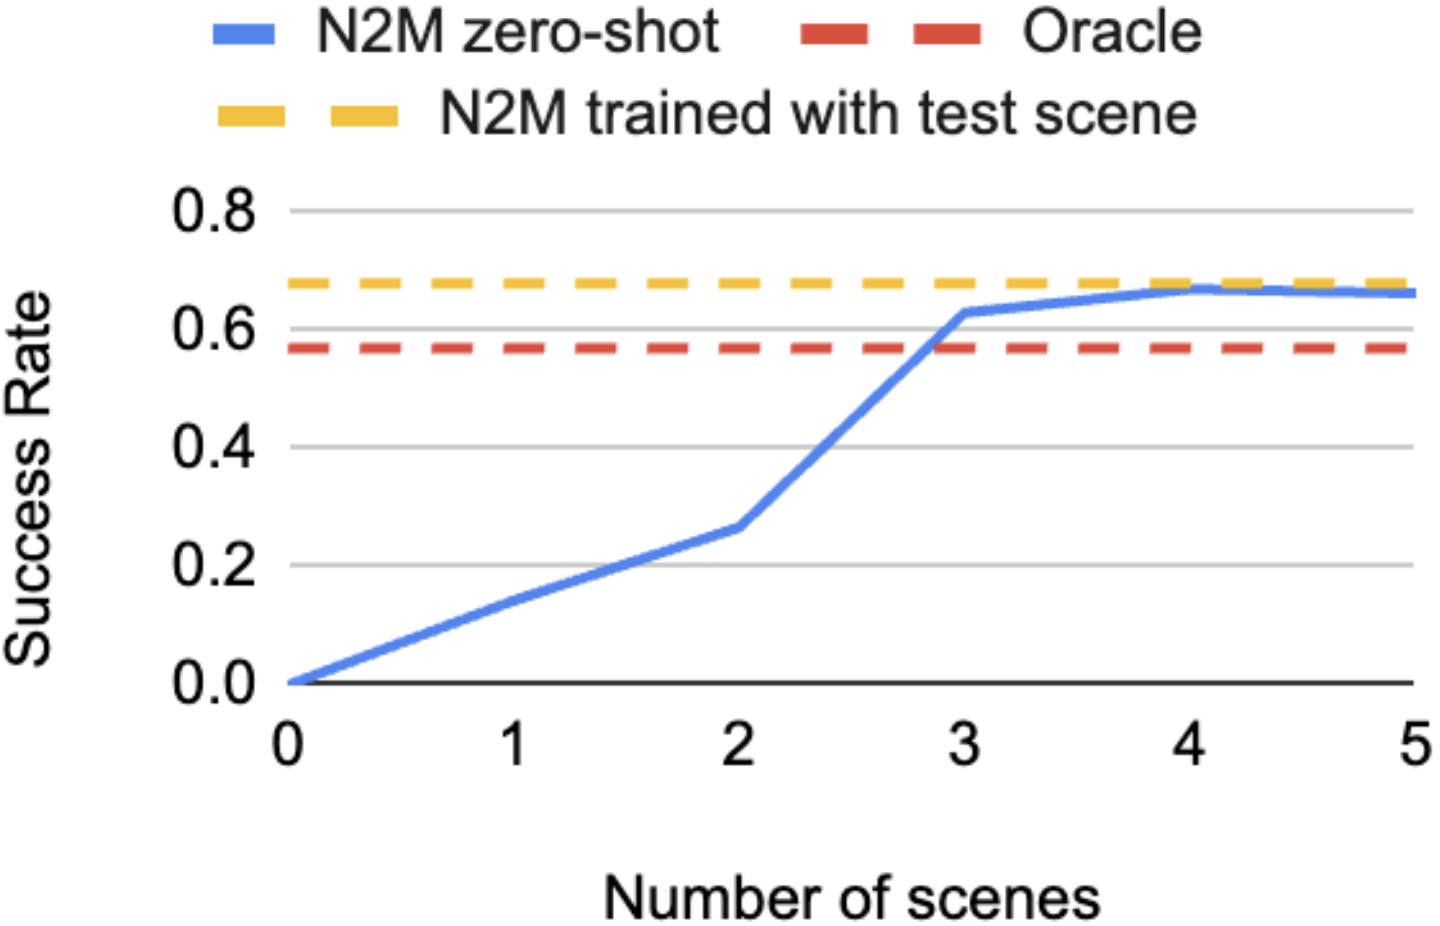 N2M zero-shot Oracle
N2M trained with test scene
0.8
0.6
0.4
0.2
0.0
Success Rate
0 1 2 3 4 5
Number of scenes